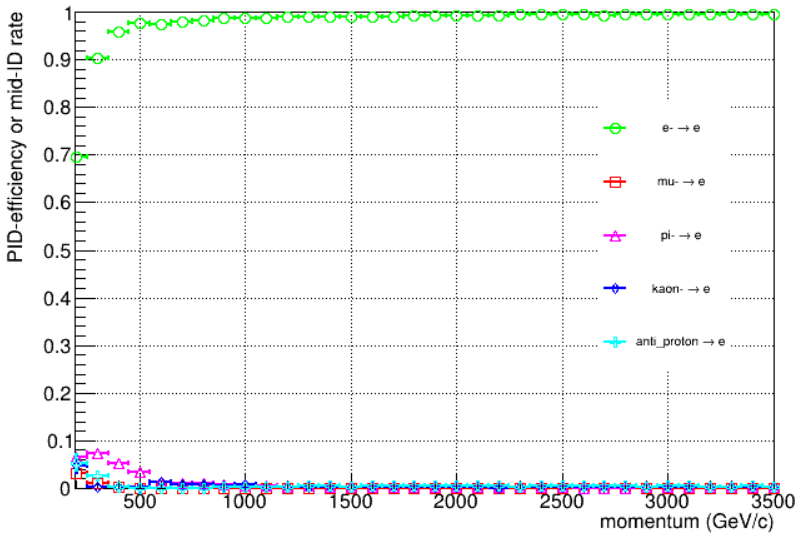 PID-efficiency or mid-ID rate
1
0.9
0.8
0.7
0.6
0.5
0.4
0.3
0.2
0.1
0
e- → e
mu- → e
pi- → e
kaon- → e
anti_proton → e
500 1000 1500 2000 2500 3000 3500
momentum (GeV/c)